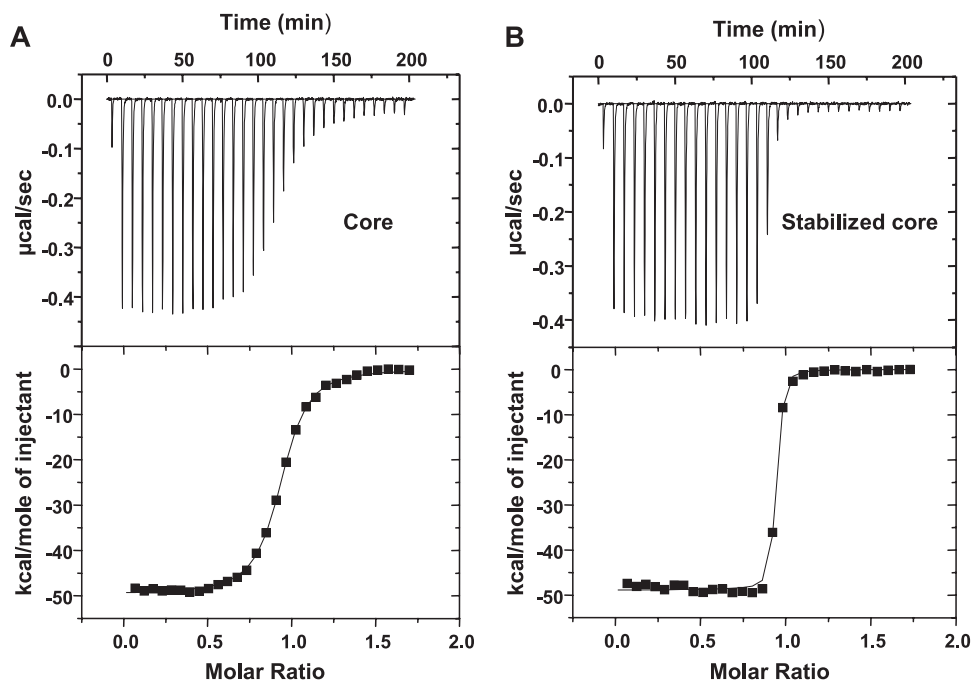 A
Time (min)
0 50 100 150 200
0.0
-0.1
-0.2
-0.3
-0.4
µcal/sec
Core
0
-10
-20
-30
-40
-50
kcal/mole of injectant
0.0 0.5 1.0 1.5 2.0
Molar Ratio
B
Time (min)
0 50 100 150 200
0.0
-0.1
-0.2
-0.3
-0.4
µcal/sec
Stabilized core
0
-10
-20
-30
-40
-50
kcal/mole of injectant
0.0 0.5 1.0 1.5 2.0
Molar Ratio